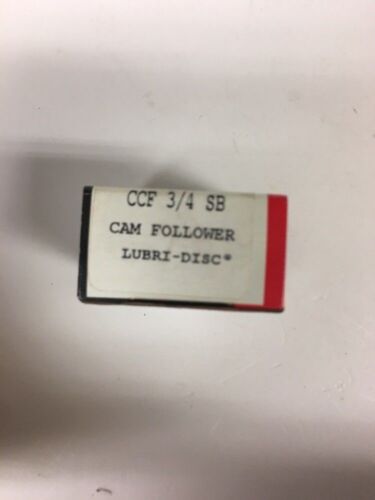 CCF 3/4 SB
CAM FOLLOWER
LUBRI-DISC®